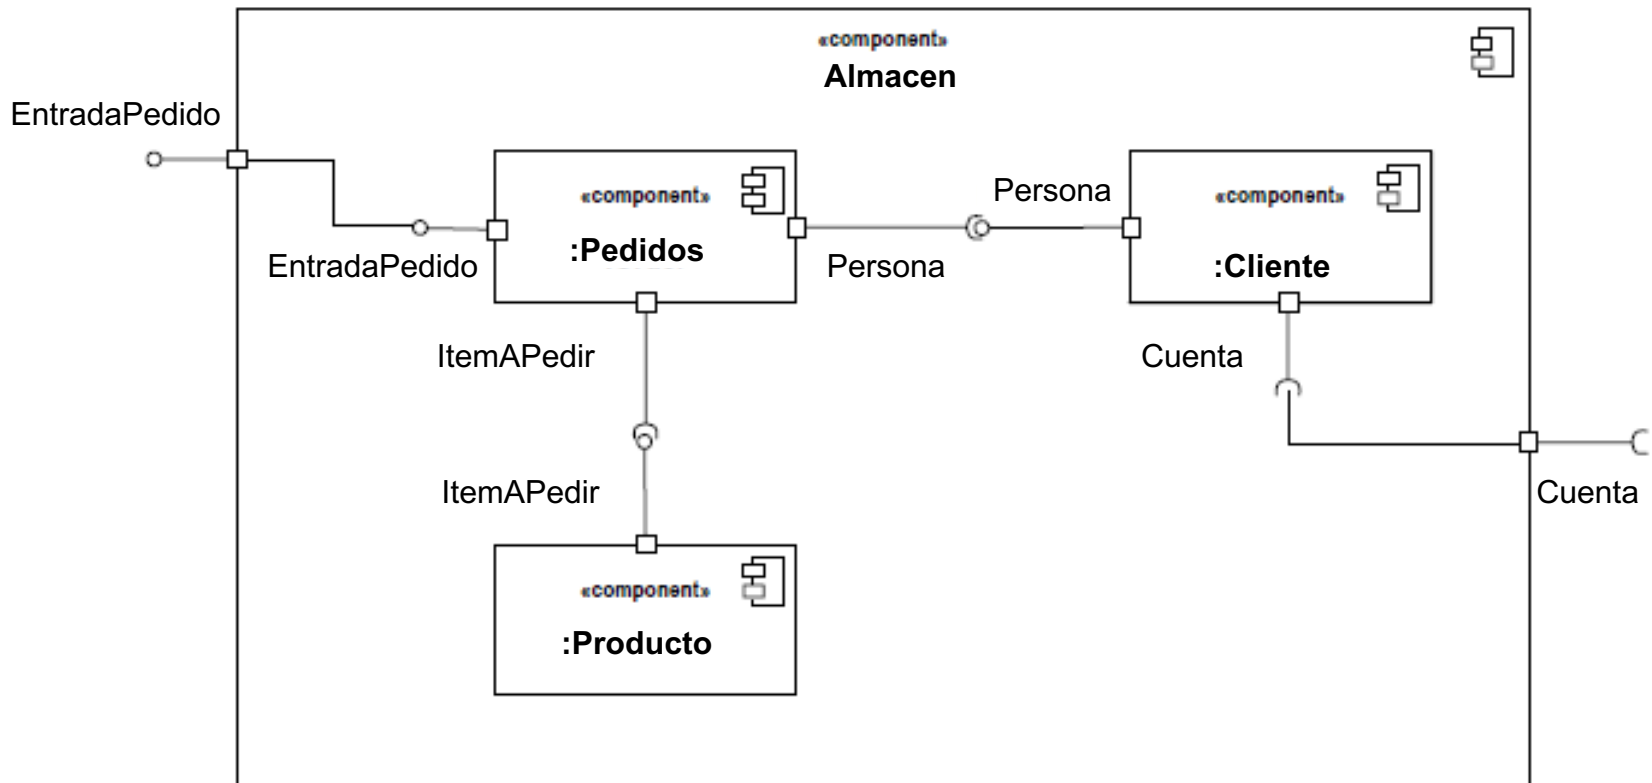 «component»
Almacen
EntradaPedido
«component»
:Pedidos
EntradaPedido
Persona
Persona
«component»
:Cliente
ItemAPedir
Cuenta
ItemAPedir
Cuenta
«component»
:Producto